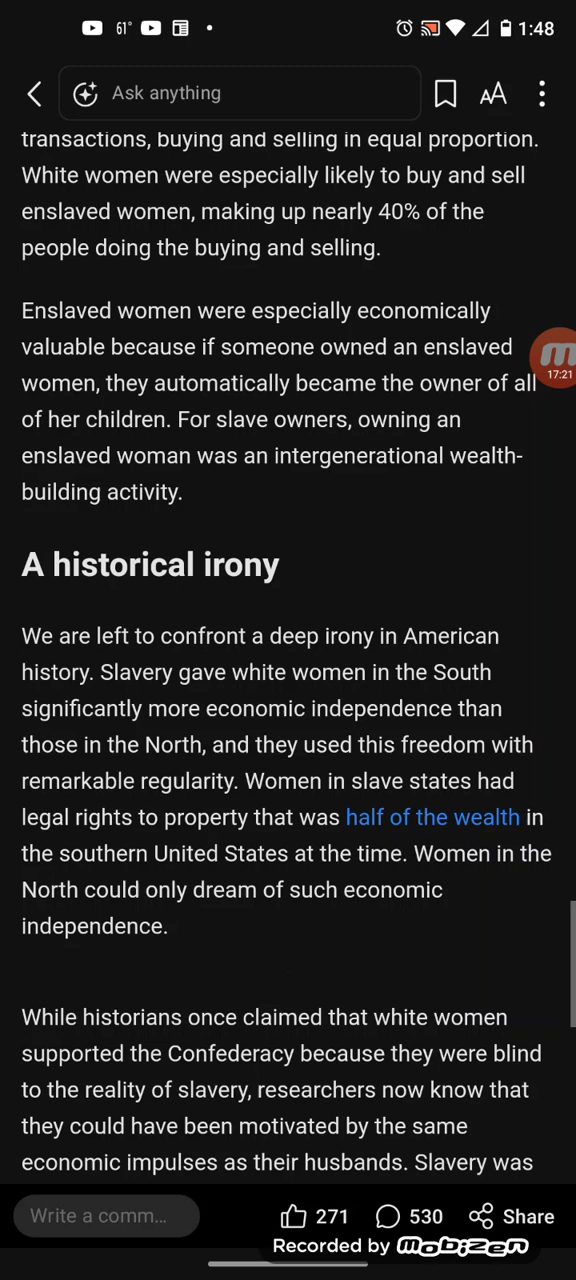 61° 1:48
Ask anything AA
transactions, buying and selling in equal proportion.
White women were especially likely to buy and sell
enslaved women, making up nearly 40% of the
people doing the buying and selling.
Enslaved women were especially economically
valuable because if someone owned an enslaved
women, they automatically became the owner of all
of her children. For slave owners, owning an
enslaved woman was an intergenerational wealth-
building activity.
17:21
A historical irony
We are left to confront a deep irony in American
history. Slavery gave white women in the South
significantly more economic independence than
those in the North, and they used this freedom with
remarkable regularity. Women in slave states had
legal rights to property that was half of the wealth in
the southern United States at the time. Women in the
North could only dream of such economic
independence.
While historians once claimed that white women
supported the Confederacy because they were blind
to the reality of slavery, researchers now know that
they could have been motivated by the same
economic impulses as their husbands. Slavery was
Write a comm... 271 530 Share
Recorded by mobizen